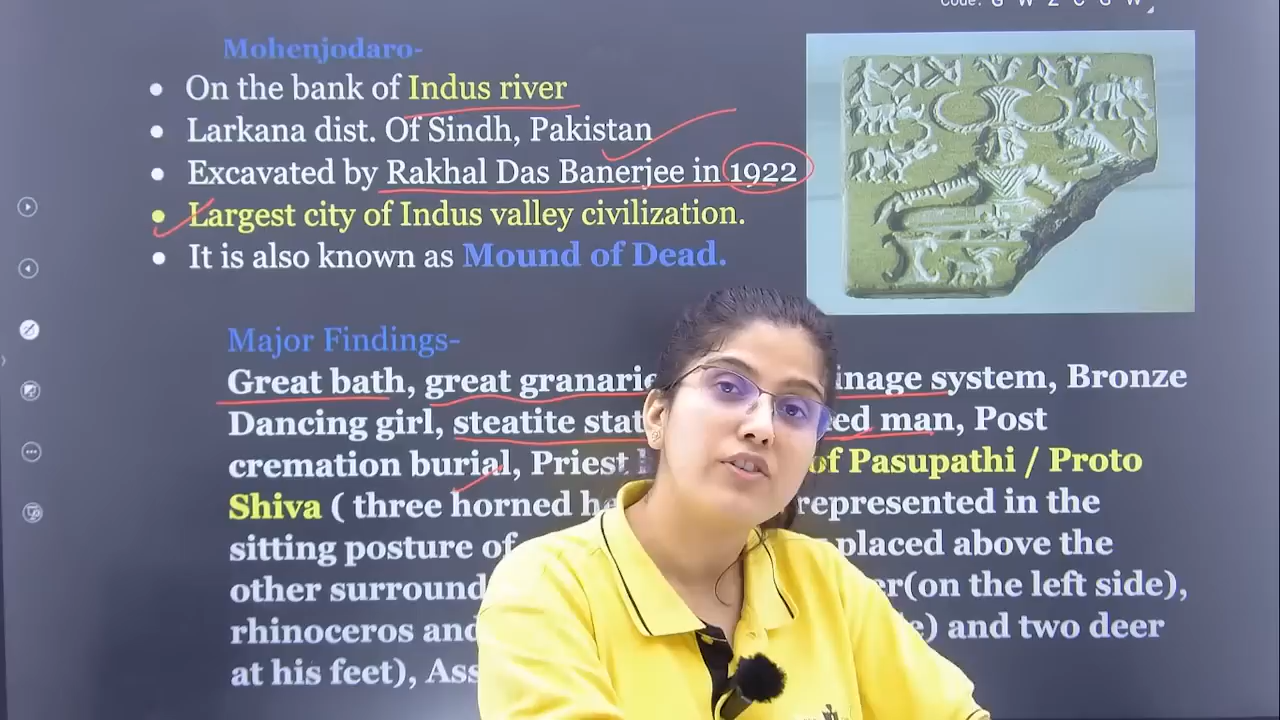 Code: G W Z C G W
Mohenjodaro-
• On the bank of Indus river
• Larkana dist. Of Sindh, Pakistan
• Excavated by Rakhal Das Banerjee in 1922
• Largest city of Indus valley civilization.
• It is also known as Mound of Dead.
Major Findings-
Great bath, great granarie inage system, Bronze
Dancing girl, steatite stat ed man, Post
cremation burial, Priest of Pasupathi / Proto
Shiva ( three horned he represented in the
sitting posture of placed above the
other surround er(on the left side),
rhinoceros and e) and two deer
at his feet), Ass